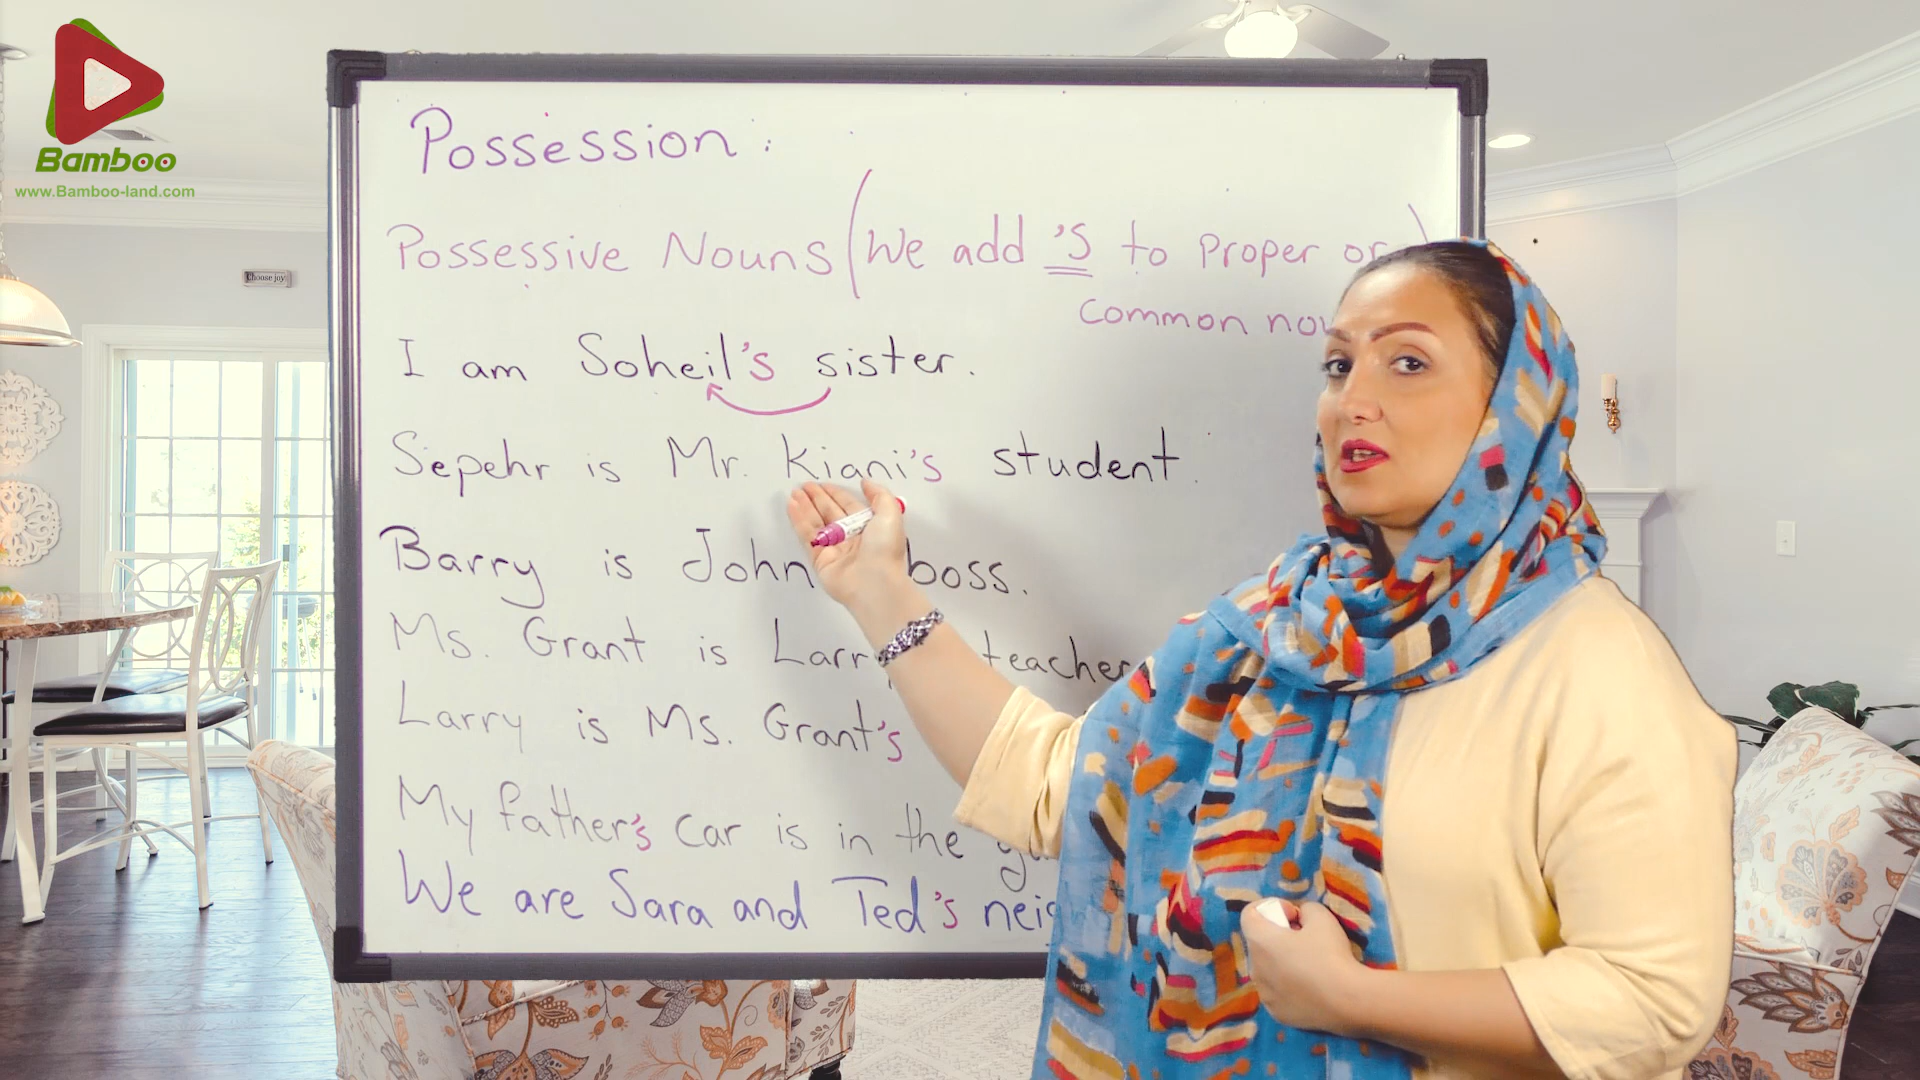 Bamboo
www.Bamboo-land.com
Choose joy
Possession:
Possessive Nouns (We add 's to Proper or
common
I am Soheil's sister.
Sepehr is Mr. Kiani's student.
Barry is John boss.
Ms. Grant is teacher
Larry is Ms. Grant's
My father's car is in the
We are Sara and Ted's